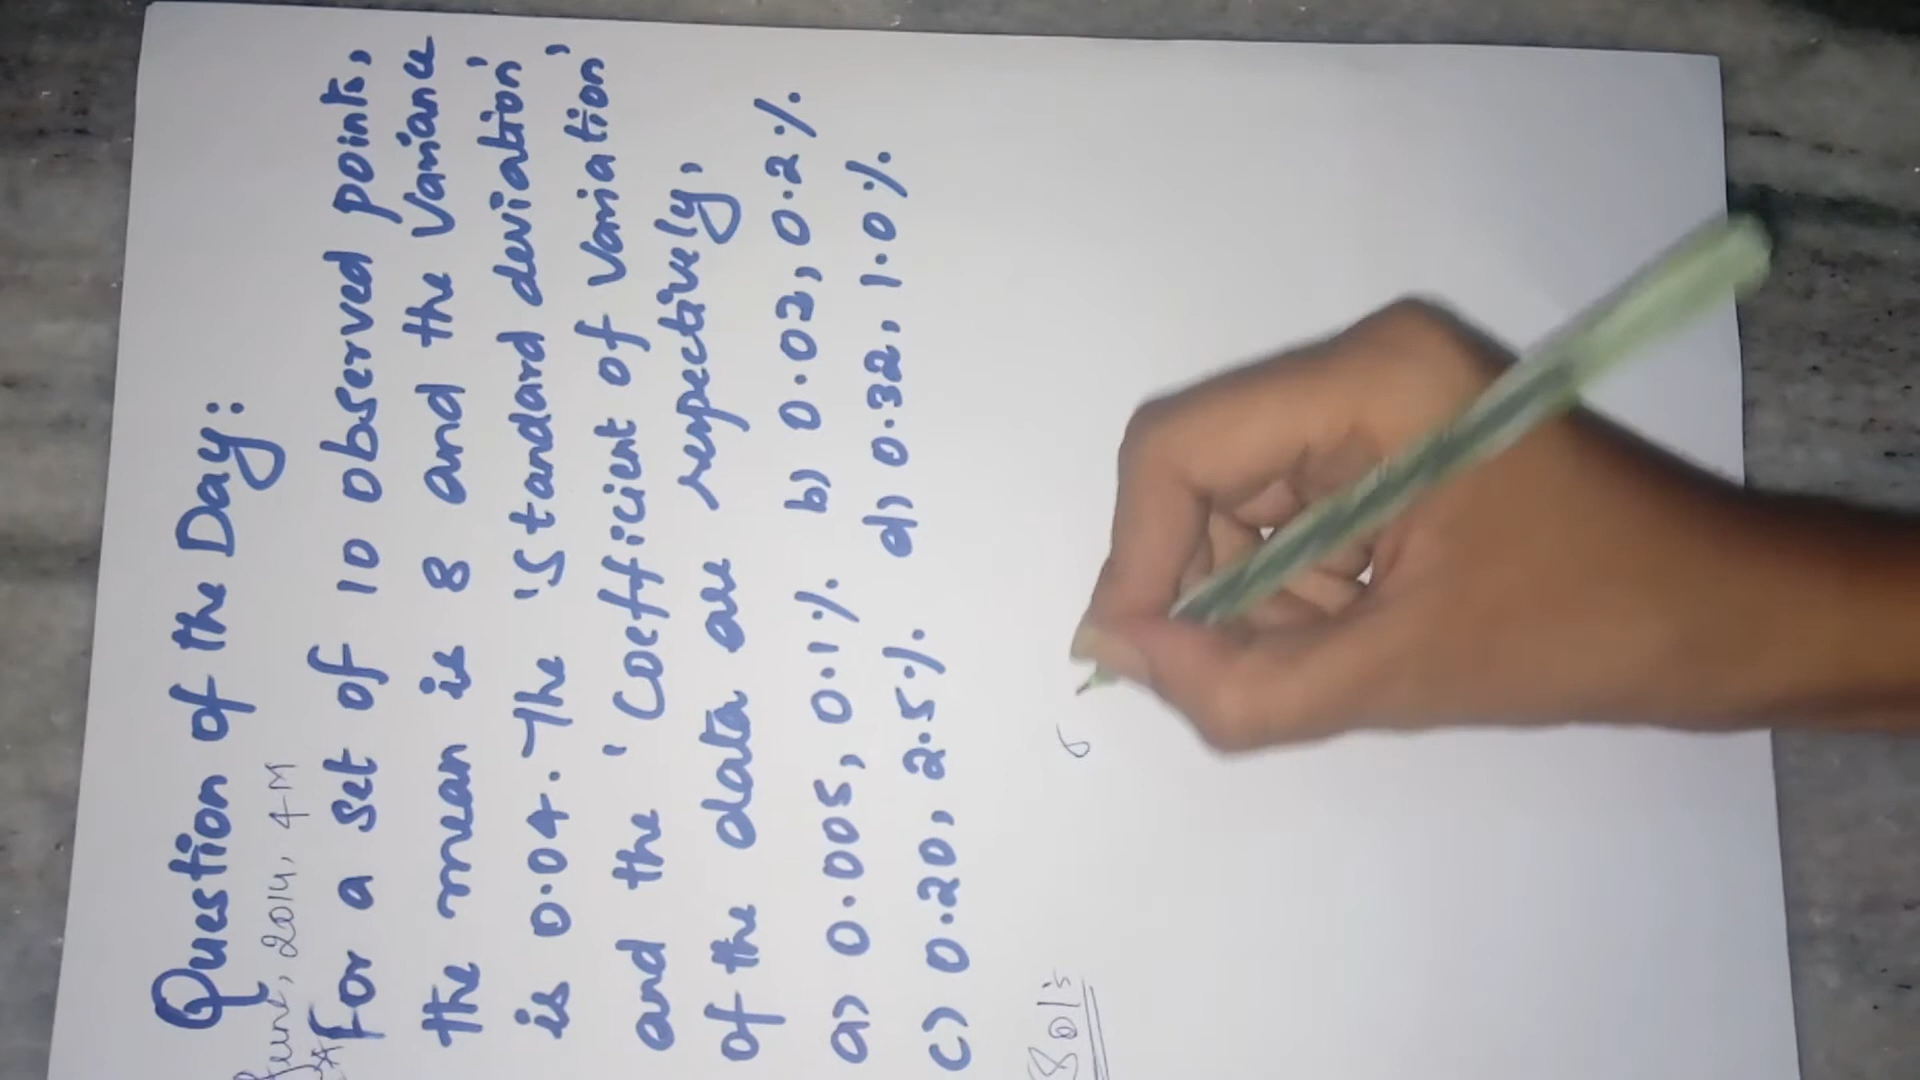 Question of the Day:
June, 2014, 4M
For a set of 10 observed points,
the mean is 8 and the Variance
is 0.04. The 'Standard deviation'
and the 'Coefficient of Variation'
of the data are respectively,
a) 0.005, 0.1% b) 0.02, 0.2%
c) 0.20, 2.5% d) 0.32, 1.0%
Sol: